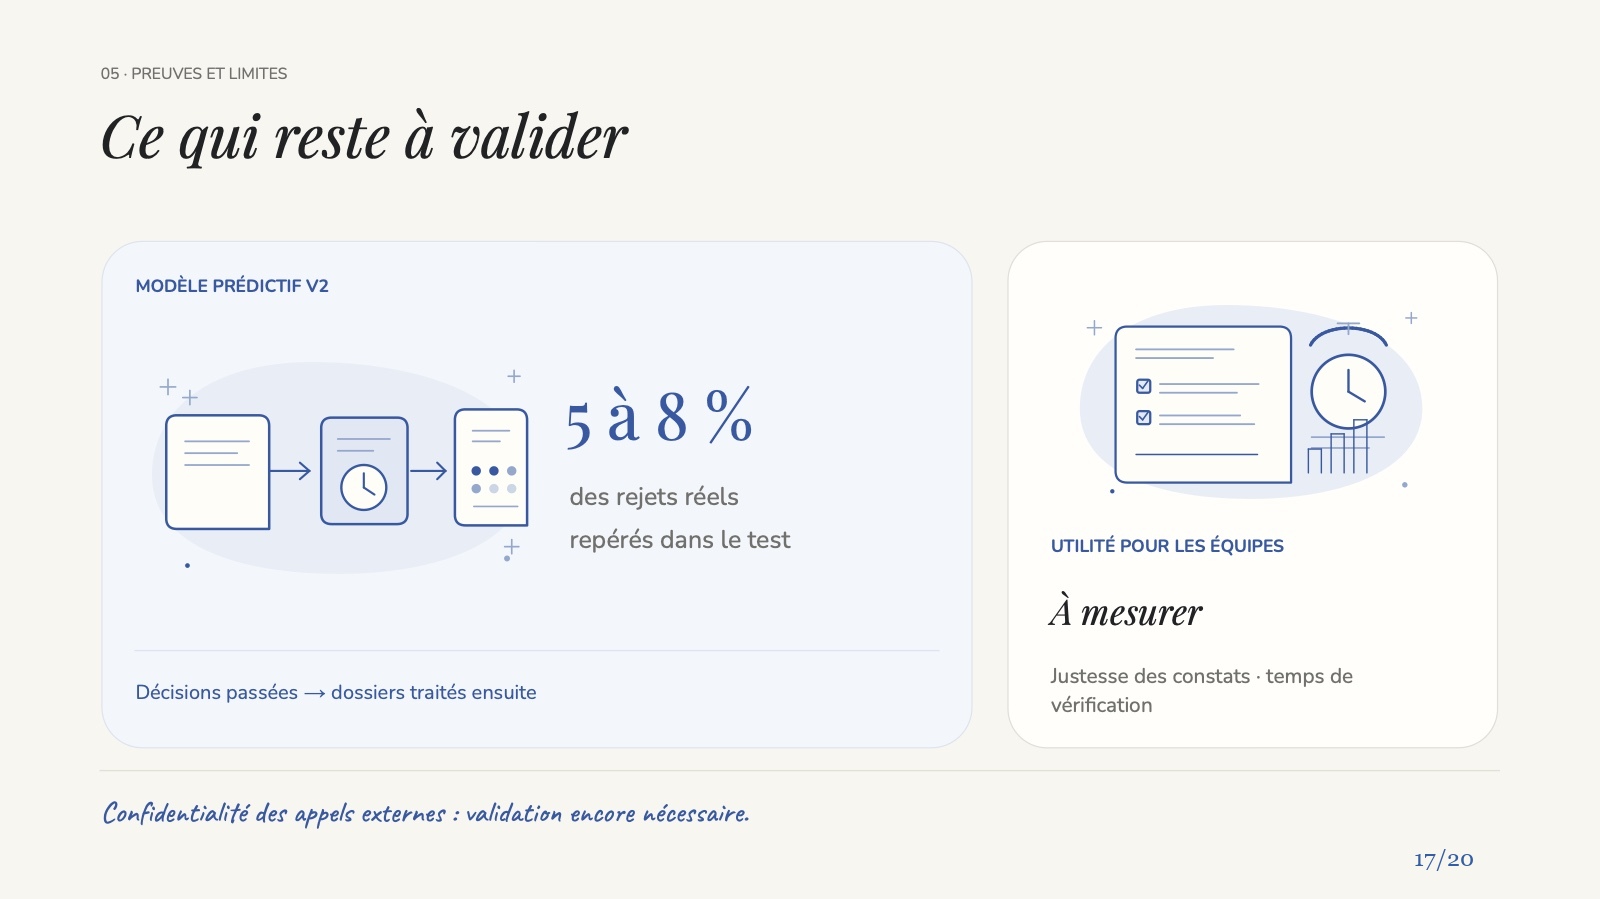 05 · PREUVES ET LIMITES
Ce qui reste à valider
MODÈLE PRÉDICTIF V2
5 à 8 %
des rejets réels
repérés dans le test
Décisions passées → dossiers traités ensuite
UTILITÉ POUR LES ÉQUIPES
À mesurer
Justesse des constats · temps de
vérification
Confidentialité des appels externes : validation encore nécessaire.
17/20